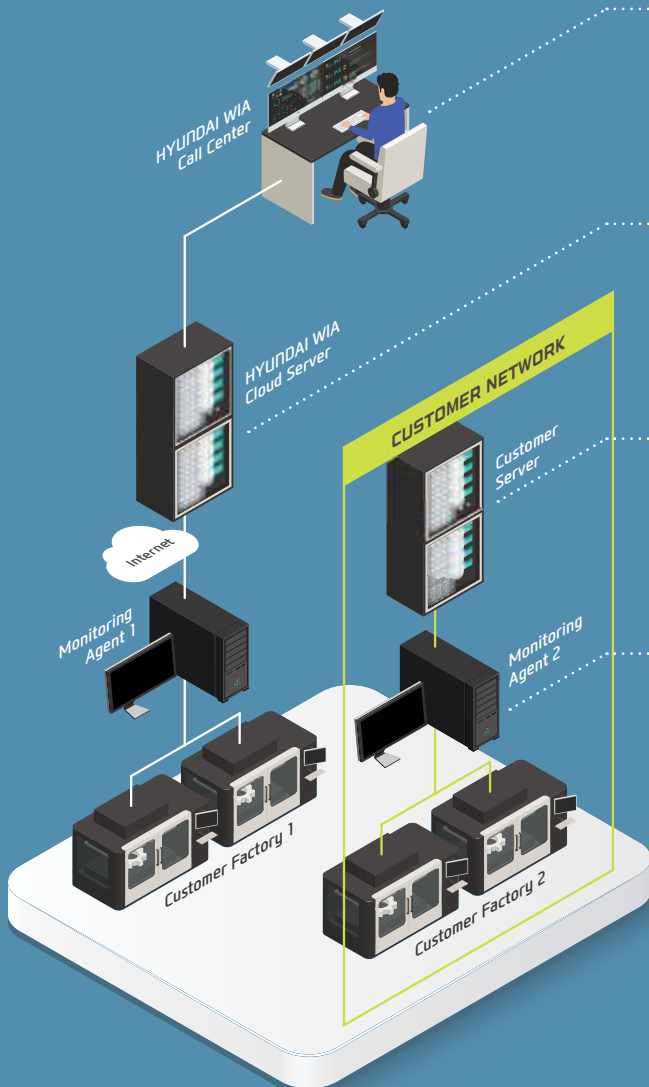 HYUNDAI WIA
Call Center
HYUNDAI WIA
Cloud Server
CUSTOMER NETWORK
Customer
Server
Internet
Monitoring
Agent 1
Monitoring
Agent 2
Customer Factory 1
Customer Factory 2